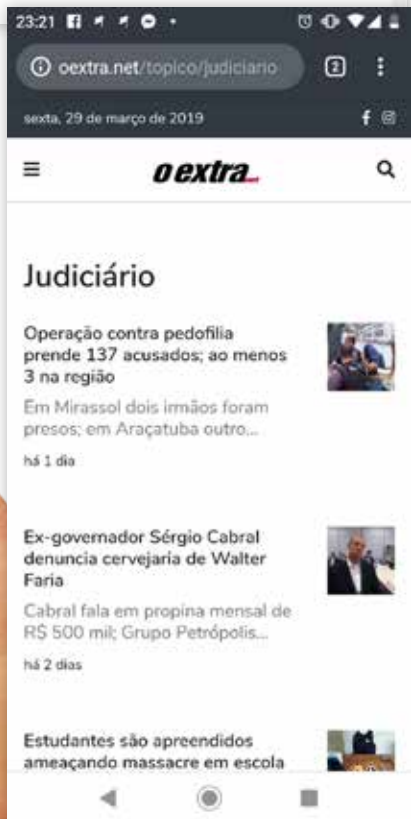 23:21
oextra.net/topico/judiciario
2
sexta, 29 de março de 2019
o extra
Judiciário
Operação contra pedofilia
prende 137 acusados; ao menos
3 na região
Em Mirassol dois irmãos foram
presos; em Araçatuba outro...
há 1 dia
Ex-governador Sérgio Cabral
denuncia cervejaria de Walter
Faria
Cabral fala em propina mensal de
R$ 500 mil; Grupo Petrópolis...
há 2 dias
Estudantes são apreendidos
ameaçando massacre em escola